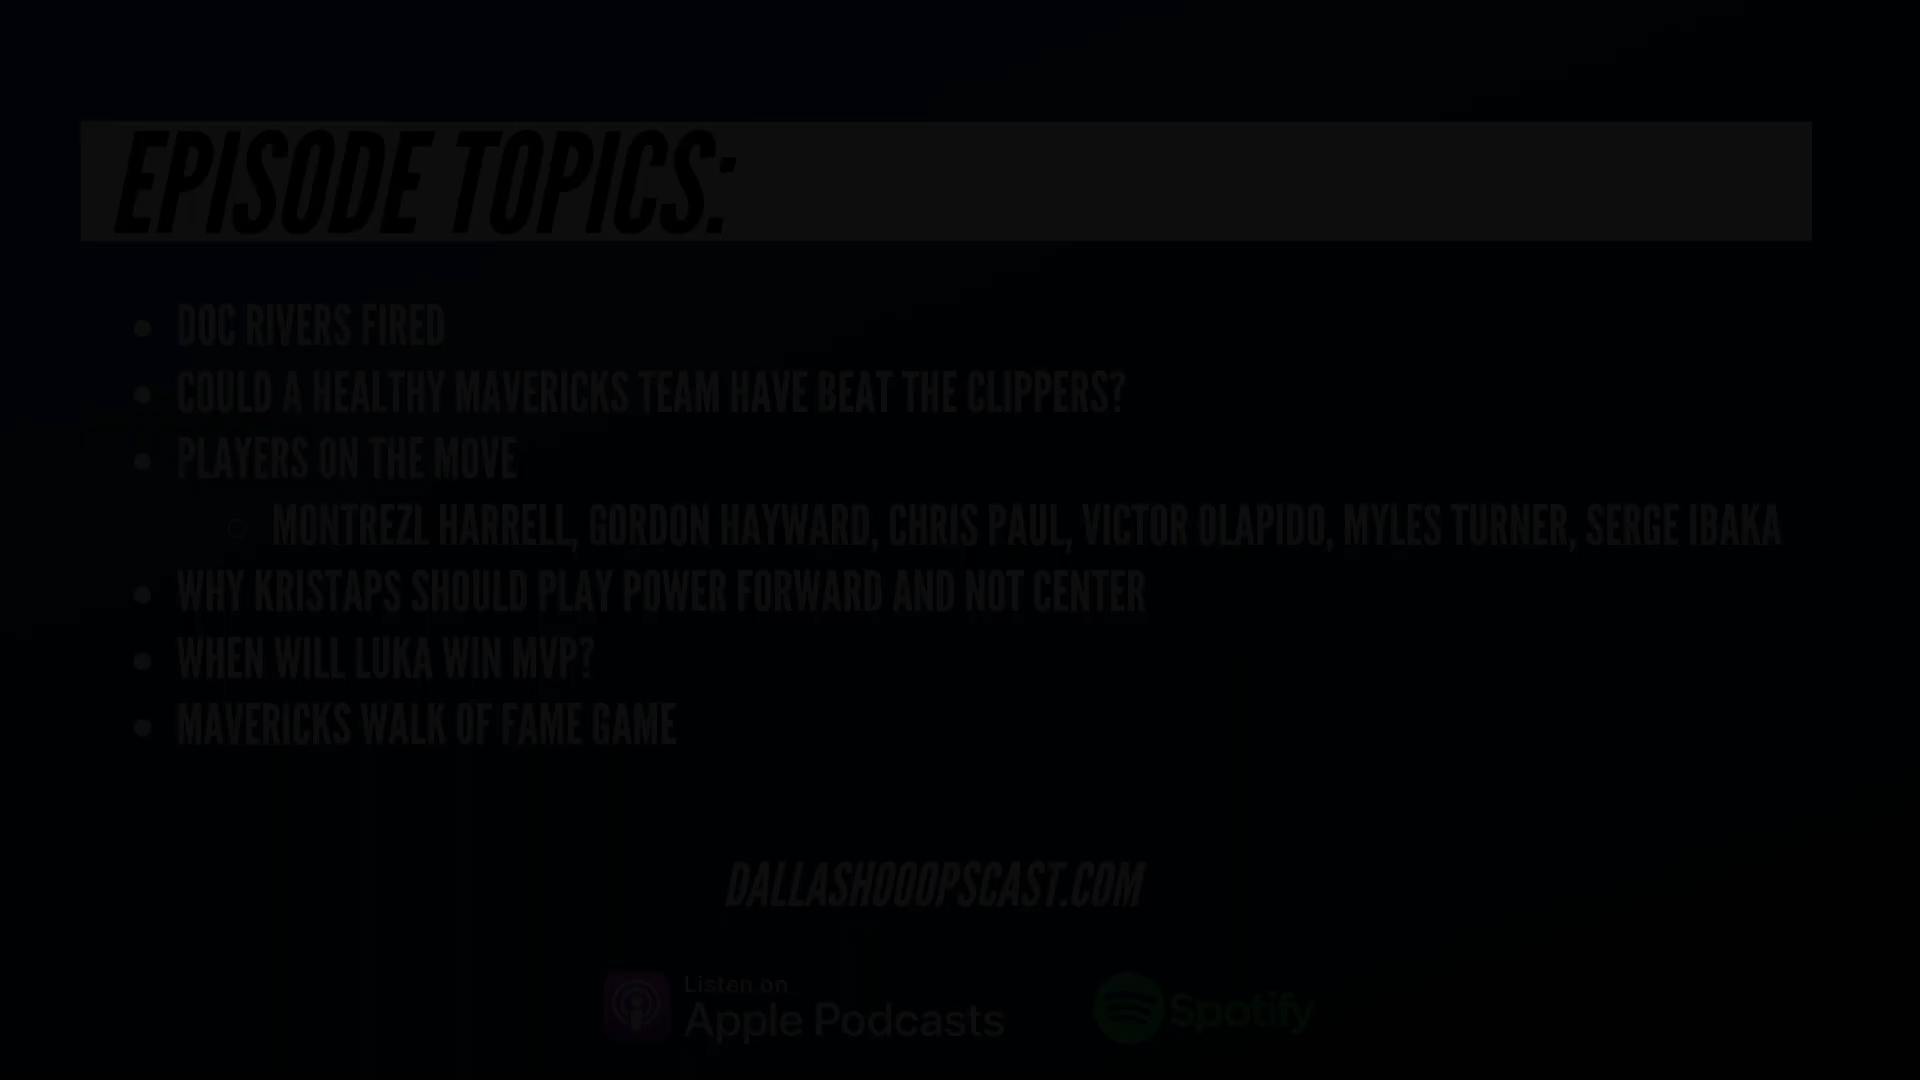 EPISODE TOPICS:
DOC RIVERS FIRED
COULD A HEALTHY MAVERICKS TEAM HAVE BEAT THE CLIPPERS?
PLAYERS ON THE MOVE
MONTREZL HARRELL, GORDON HAYWARD, CHRIS PAUL, VICTOR OLAPIDO, MYLES TURNER, SERGE IBAKA
WHY KRISTAPS SHOULD PLAY POWER FORWARD AND NOT CENTER
WHEN WILL LUKA WIN MVP?
MAVERICKS WALK OF FAME GAME
DALLASHOOOPSCAST.COM
Listen on
Apple Podcasts
Spotify